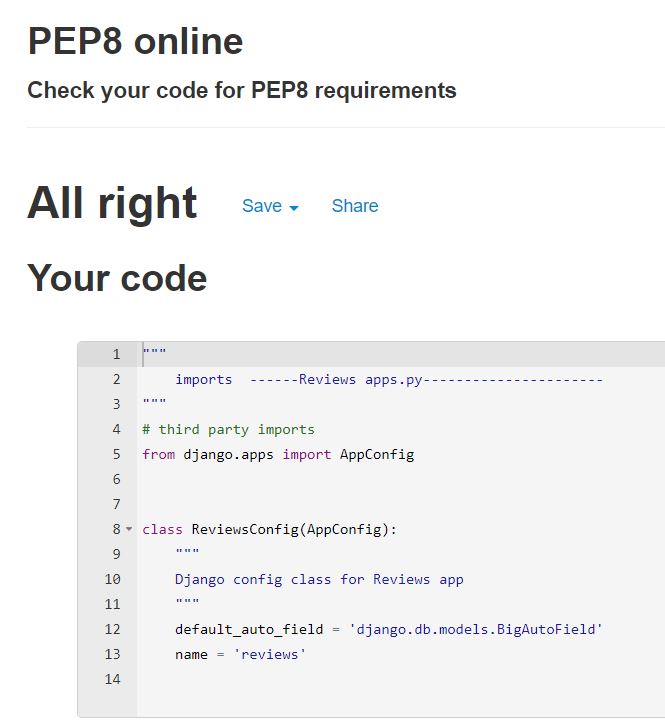 PEP8 online
Check your code for PEP8 requirements
All right Save Share
Your code
1 """
2     imports  ------Reviews apps.py----------------------
3 """
4 # third party imports
5 from django.apps import AppConfig
6
7
8 class ReviewsConfig(AppConfig):
9     """
10     Django config class for Reviews app
11     """
12     default_auto_field = 'django.db.models.BigAutoField'
13     name = 'reviews'
14